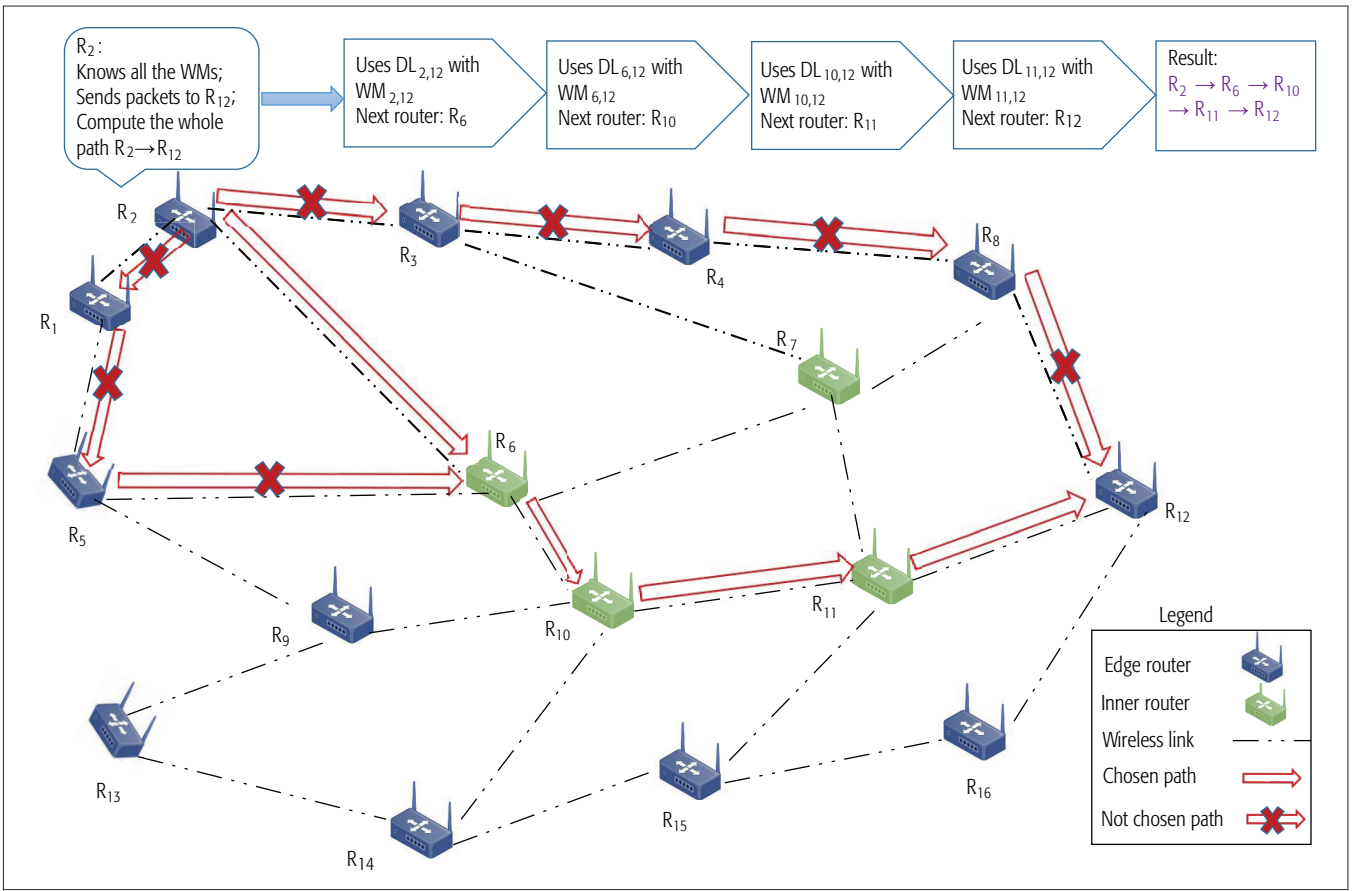 R2 :
Knows all the WMs;
Sends packets to R12;
Compute the whole
path R2→R12
Uses DL2,12 with
WM2,12
Next router: R6
Uses DL6,12 with
WM6,12
Next router: R10
Uses DL10,12 with
WM10,12
Next router: R11
Uses DL11,12 with
WM11,12
Next router: R12
Result:
R2 → R6 → R10
→ R11 → R12
R2
R3
R4
R8
R1
R7
R6
R5
R12
R9
R10
R11
R13
R14
R15
R16
Legend
Edge router
Inner router
Wireless link
Chosen path
Not chosen path